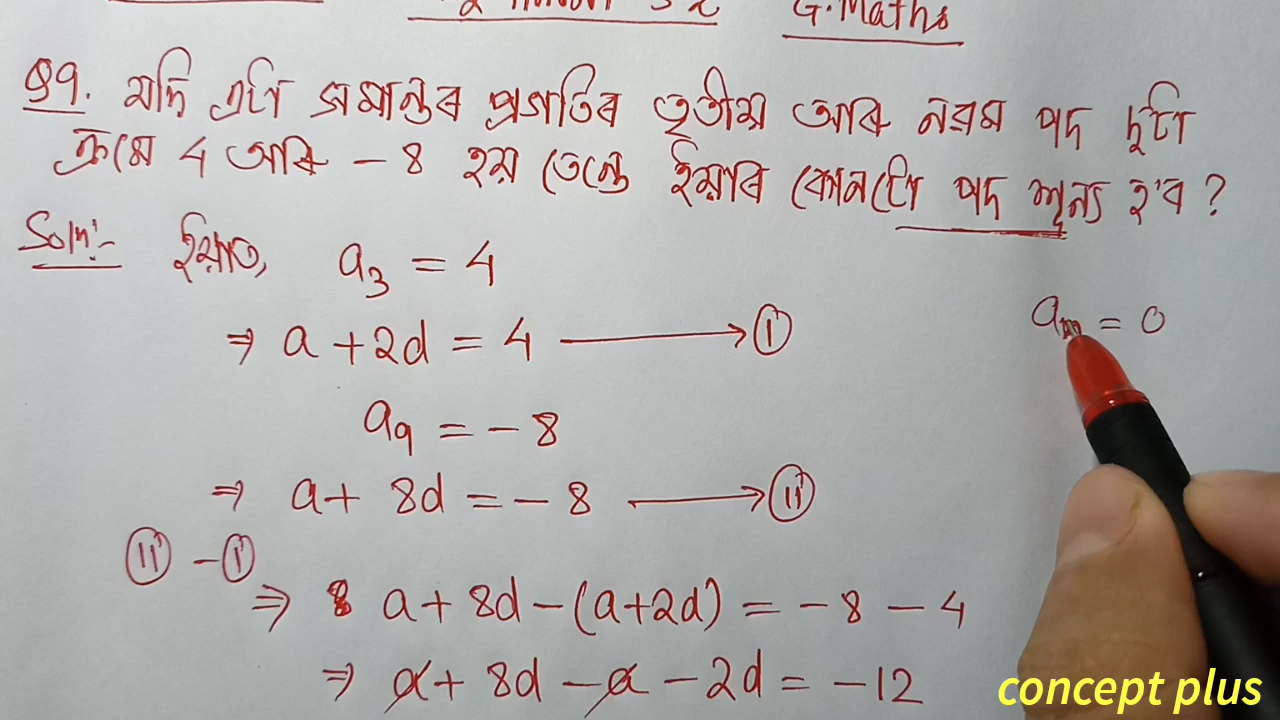 G.Maths
Q9. যদি এটা সমান্তৰ প্ৰগতিৰ তৃতীয় আৰু নৱম পদ দুটা
ক্ৰমে 4 আৰু - 8 হয় তেন্তে ইয়াৰ কোনটো পদ শূন্য হ'ব ?
Soln:- ইয়াত, a₃ = 4
⇒ a + 2d = 4 ⟶ (i)
aₙ = 0
a₉ = - 8
⇒ a + 8d = - 8 ⟶ (ii)
(ii) - (i)
⇒ a + 8d - (a+2d) = - 8 - 4
⇒ a + 8d - a - 2d = - 12
concept plus